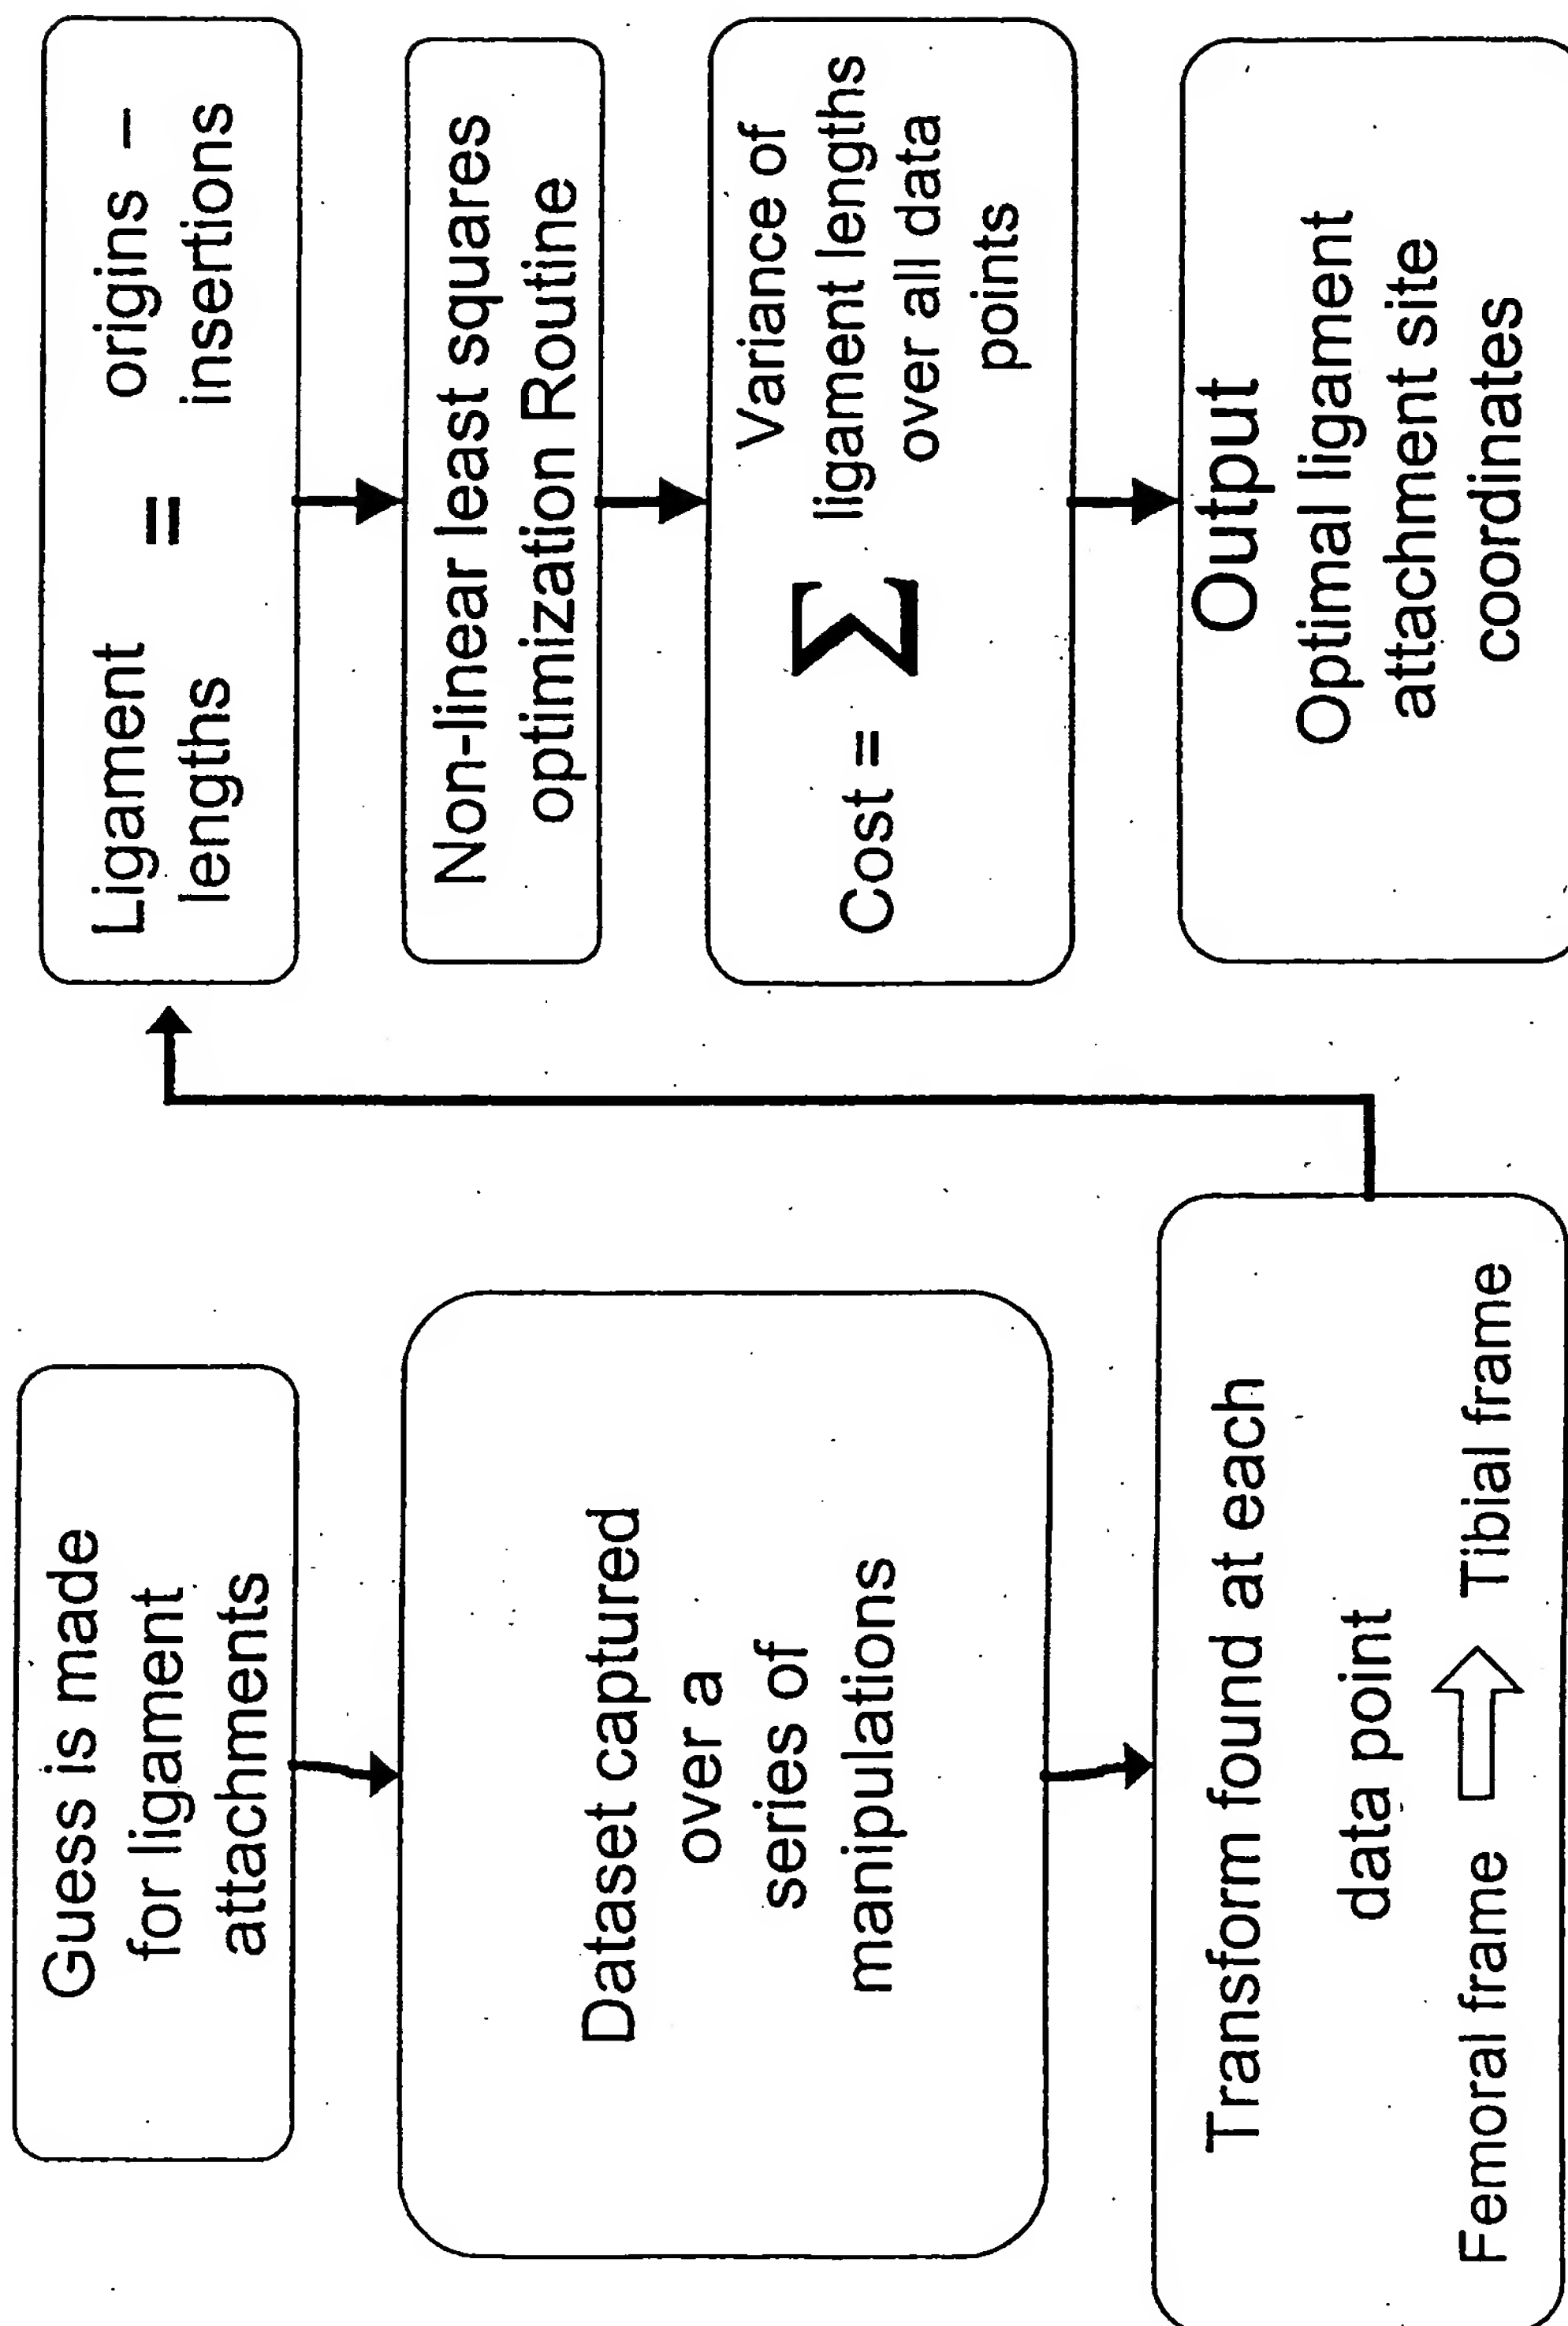 Guess is made
for ligament
attachments
Dataset captured
over a
series of
manipulations
Transform found at each
data point
Femoral frame Tibial frame
Ligament = origins –
lengths insertions
Non-linear least squares
optimization Routine
Variance of
ligament lengths
Cost = Σ over all data
points
Output
Optimal ligament
attachment site
coordinates